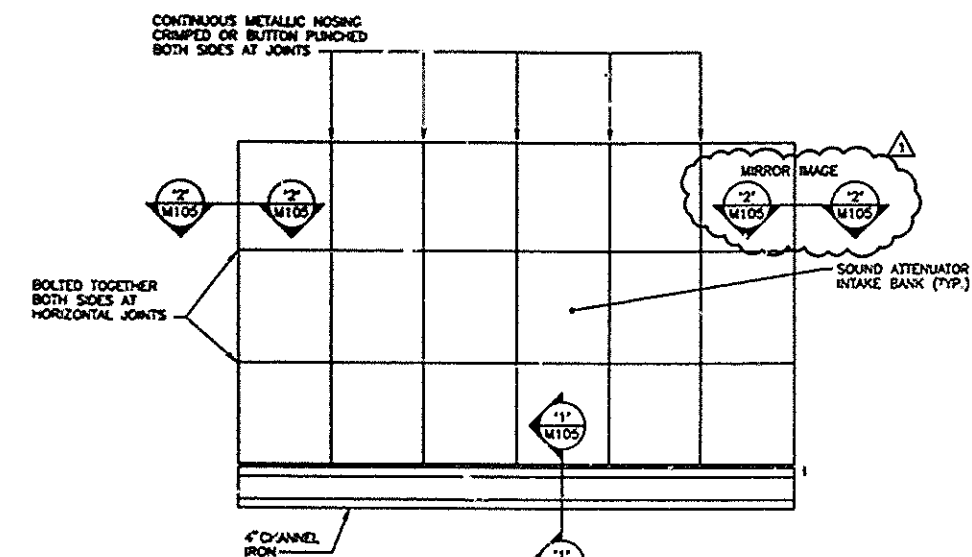 CONTINUOUS METALLIC NOSING
CRIMPED OR BUTTON PUNCHED
BOTH SIDES AT JOINTS
1
MIRROR IMAGE
"2"
M105
"2"
M105
"2"
M105
"2"
M105
BOLTED TOGETHER
BOTH SIDES AT
HORIZONTAL JOINTS
SOUND ATTENUATOR
INTAKE BANK (TYP.)
"1"
M105
4" CHANNEL
IRON
"1"